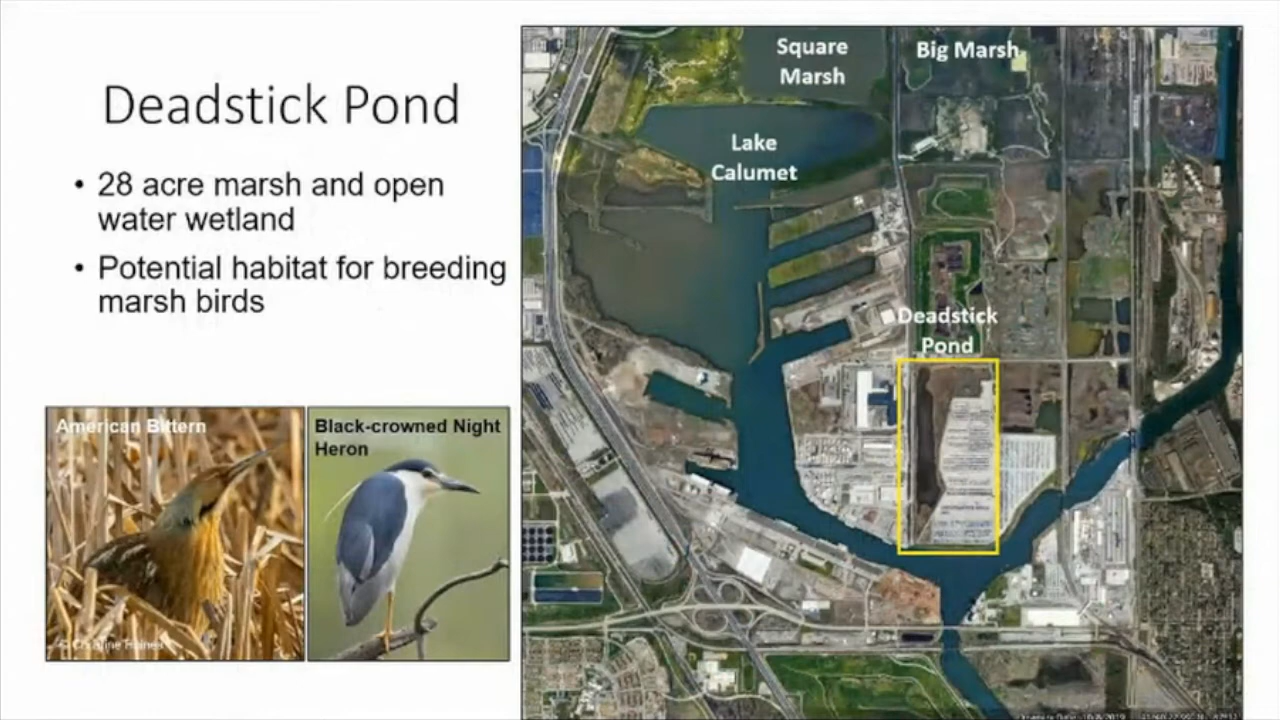 Deadstick Pond
• 28 acre marsh and open
water wetland
• Potential habitat for breeding
marsh birds
American Bittern
Black-crowned Night
Heron
Square
Marsh
Big Marsh
Lake
Calumet
Deadstick
Pond